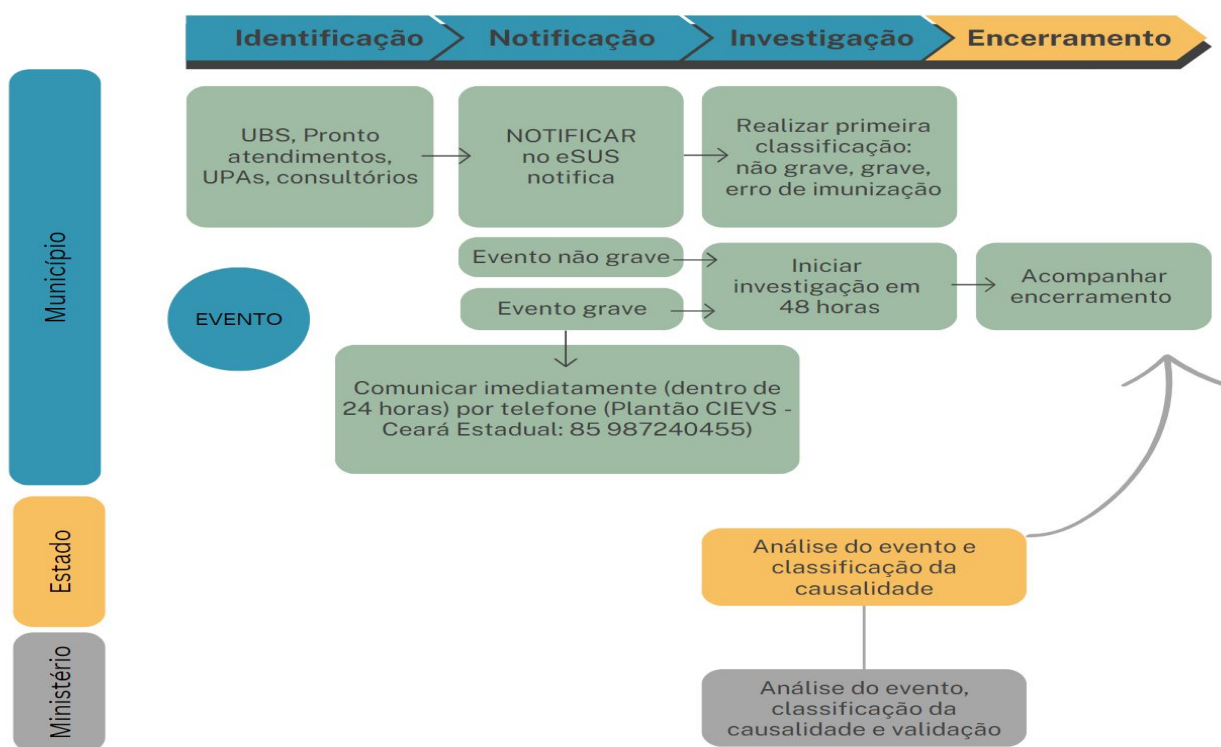 Identificação
Notificação
Investigação
Encerramento
Município
UBS, Pronto
atendimentos,
UPAs, consultórios
NOTIFICAR
no eSUS
notifica
Realizar primeira
classificação:
não grave, grave,
erro de imunização
EVENTO
Evento não grave
Evento grave
Iniciar
investigação em
48 horas
Acompanhar
encerramento
Comunicar imediatamente (dentro de
24 horas) por telefone (Plantão CIEVS -
Ceará Estadual: 85 987240455)
Estado
Análise do evento e
classificação da
causalidade
Ministério
Análise do evento,
classificação da
causalidade e validação